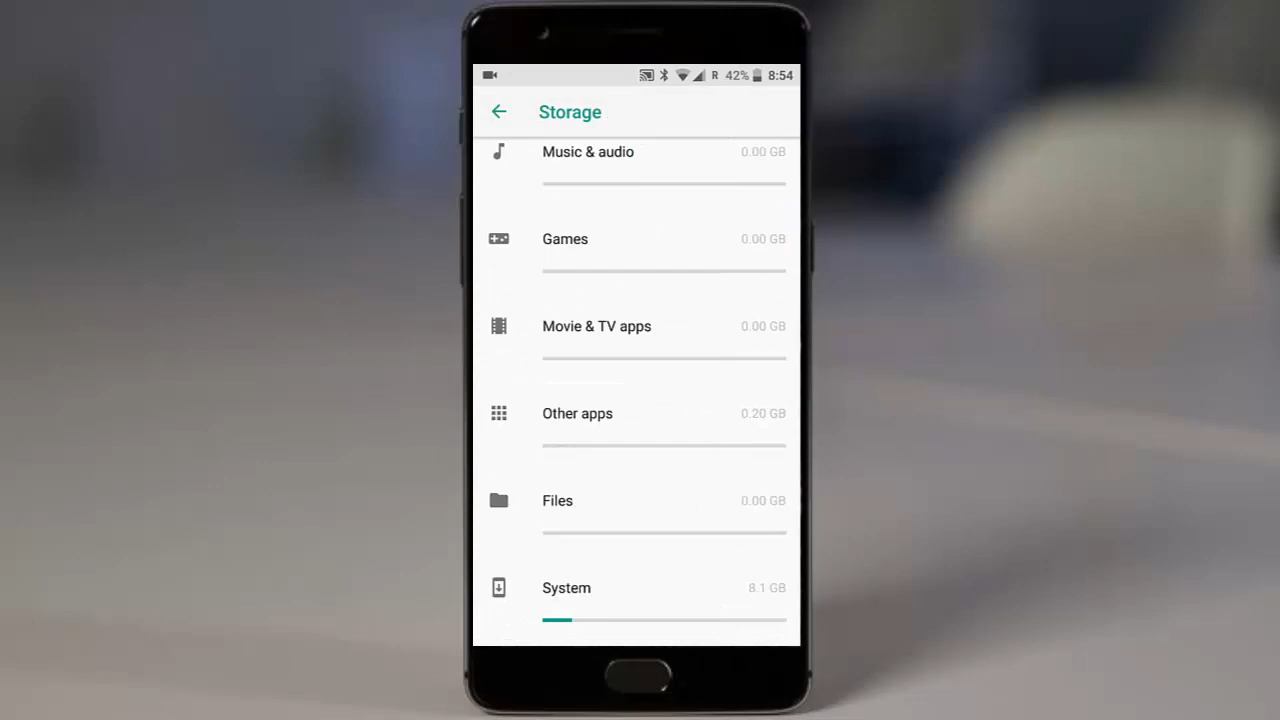 R 42% 8:54
Storage
Music & audio 0.00 GB
Games 0.00 GB
Movie & TV apps 0.00 GB
Other apps 0.20 GB
Files 0.00 GB
System 8.1 GB